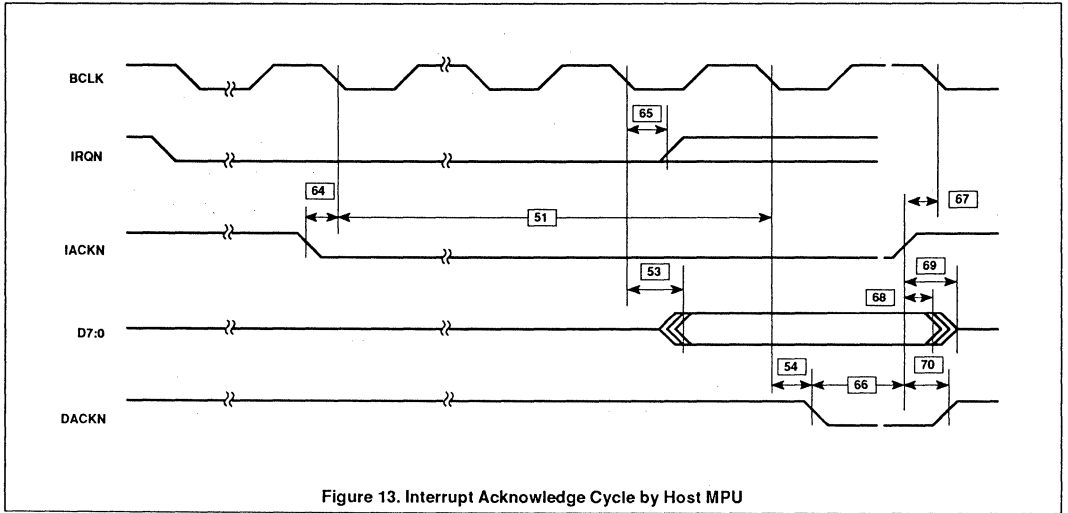 BCLK
65
IRQN
64
67
51
IACKN
53
69
68
D7:0
54
66
70
DACKN
Figure 13. Interrupt Acknowledge Cycle by Host MPU